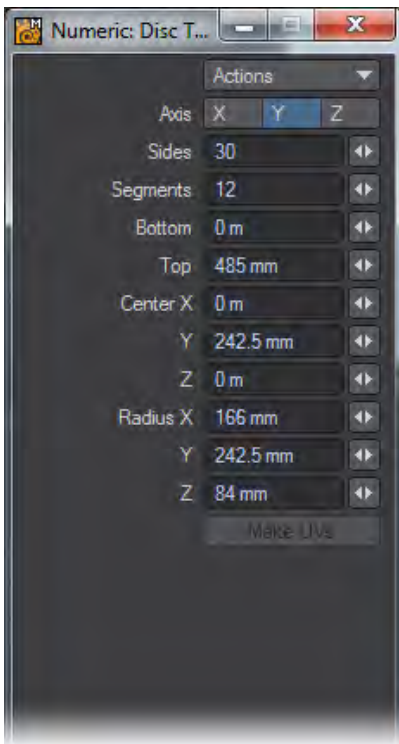 Numeric: Disc T...
Actions
Axis X Y Z
Sides 30
Segments 12
Bottom 0 m
Top 485 mm
Center X 0 m
Y 242.5 mm
Z 0 m
Radius X 166 mm
Y 242.5 mm
Z 84 mm
Make UVs